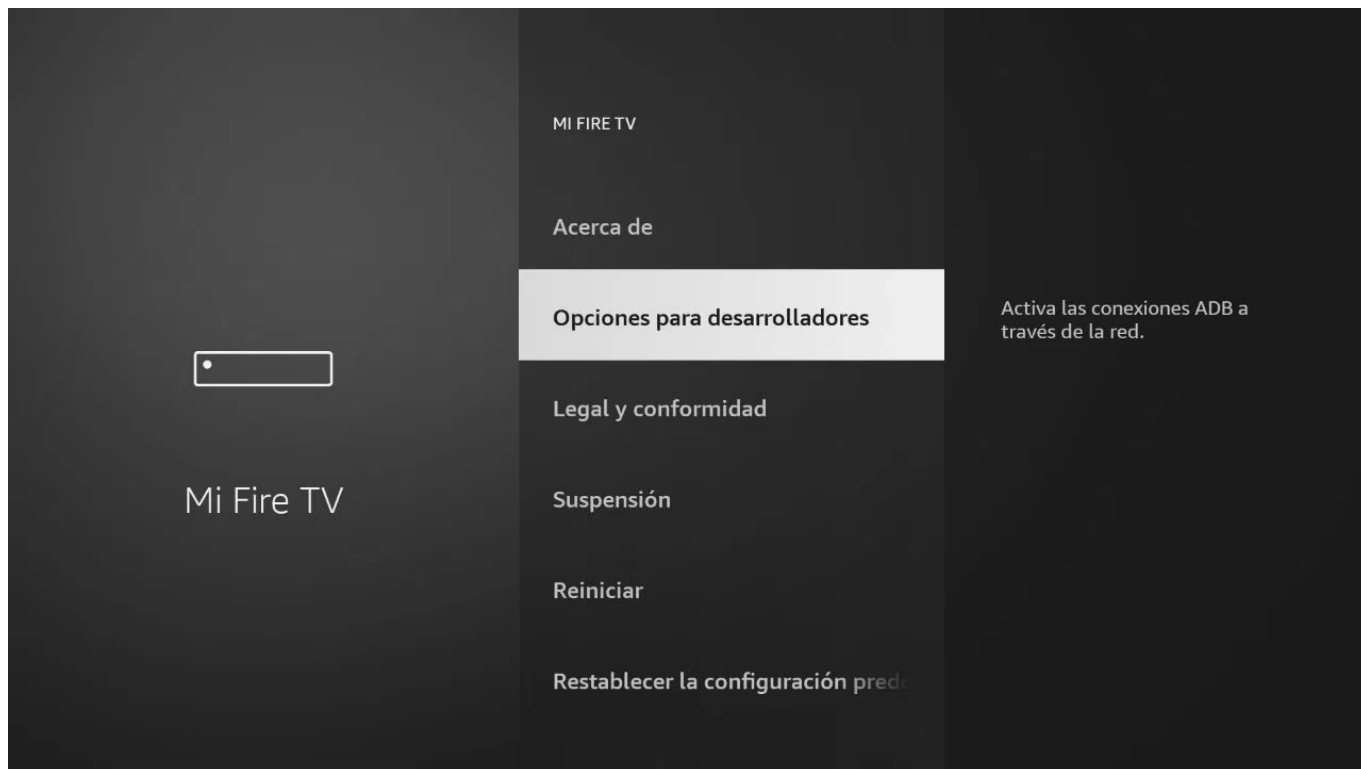 MI FIRE TV
Acerca de
Opciones para desarrolladores
Activa las conexiones ADB a
través de la red.
Legal y conformidad
Mi Fire TV
Suspensión
Reiniciar
Restablecer la configuración